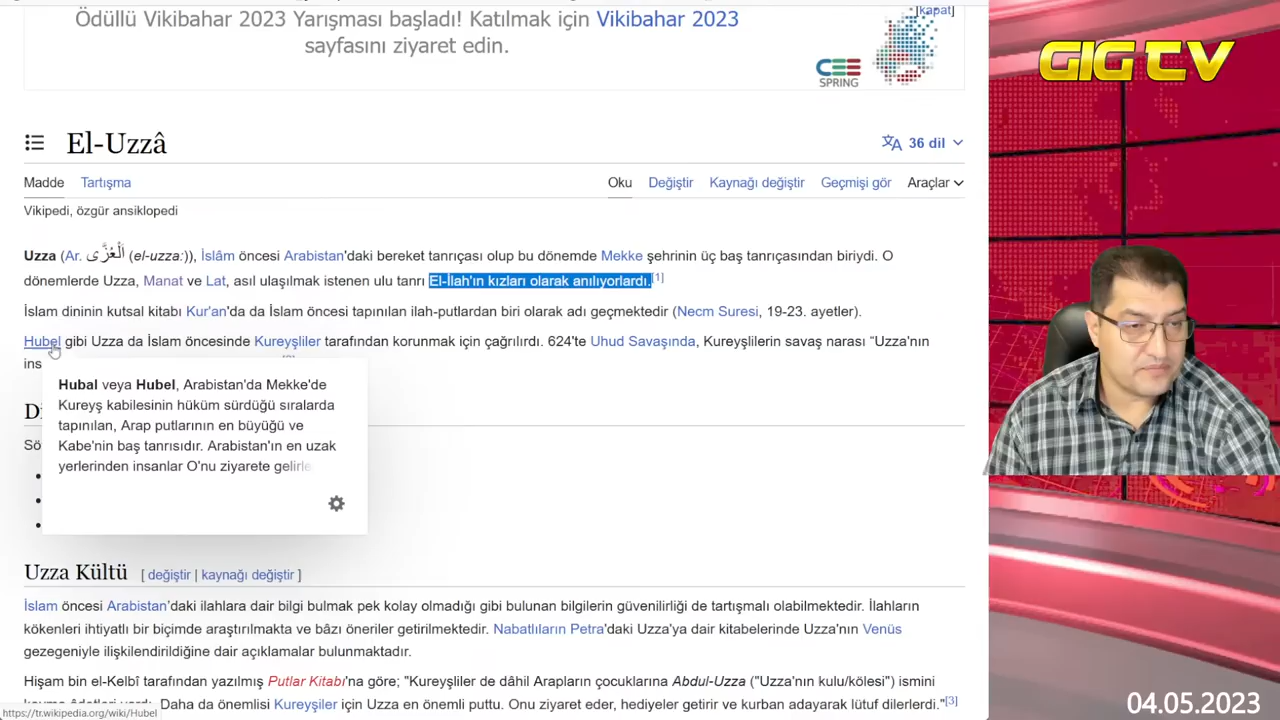 Ödüllü Vikibahar 2023 Yarışması başladı! Katılmak için Vikibahar 2023
sayfasını ziyaret edin.
[kapat]
CEE
SPRING
GIG TV
El-Uzzâ
36 dil
Madde Tartışma Oku Değiştir Kaynağı değiştir Geçmişi gör Araçlar
Vikipedi, özgür ansiklopedi
Uzza (Ar. اَلْعُزَّى (el-uzza:)), İslâm öncesi Arabistan'daki bereket tanrıçası olup bu dönemde Mekke şehrinin üç baş tanrıçasından biriydi. O
dönemlerde Uzza, Manat ve Lat, asıl ulaşılmak istenen ulu tanrı El-İlah'ın kızları olarak anılıyorlardı.[1]
İslam dininin kutsal kitabı Kur'an'da da İslam öncesi tapınılan ilah-putlardan biri olarak adı geçmektedir (Necm Suresi, 19-23. ayetler).
Hubel gibi Uzza da İslam öncesinde Kureyşliler tarafından korunmak için çağrılırdı. 624'te Uhud Savaşında, Kureyşlilerin savaş narası “Uzza'nın
ins
Hubal veya Hubel, Arabistan'da Mekke'de
Kureyş kabilesinin hüküm sürdüğü sıralarda
tapınılan, Arap putlarının en büyüğü ve
Kabe'nin baş tanrısıdır. Arabistan'ın en uzak
yerlerinden insanlar O'nu ziyarete gelirle
Sö
Uzza Kültü [ değiştir | kaynağı değiştir ]
İslam öncesi Arabistan'daki ilahlara dair bilgi bulmak pek kolay olmadığı gibi bulunan bilgilerin güvenilirliği de tartışmalı olabilmektedir. İlahların
kökenleri ihtiyatlı bir biçimde araştırılmakta ve bâzı öneriler getirilmektedir. Nabatlıların Petra'daki Uzza'ya dair kitabelerinde Uzza'nın Venüs
gezegeniyle ilişkilendirildiğine dair açıklamalar bulunmaktadır.
Hişam bin el-Kelbî tarafından yazılmış Putlar Kitabı'na göre; "Kureyşliler de dâhil Arapların çocuklarına Abdul-Uzza ("Uzza'nın kulu/kölesi") ismini
koyma âdetleri vardı. Daha da önemlisi Kureyşiler için Uzza en önemli puttu. Onu ziyaret eder, hediyeler getirir ve kurban adayarak lütuf dilerlerdi."[3]
https://tr.wikipedia.org/wiki/Hubel
04.05.2023